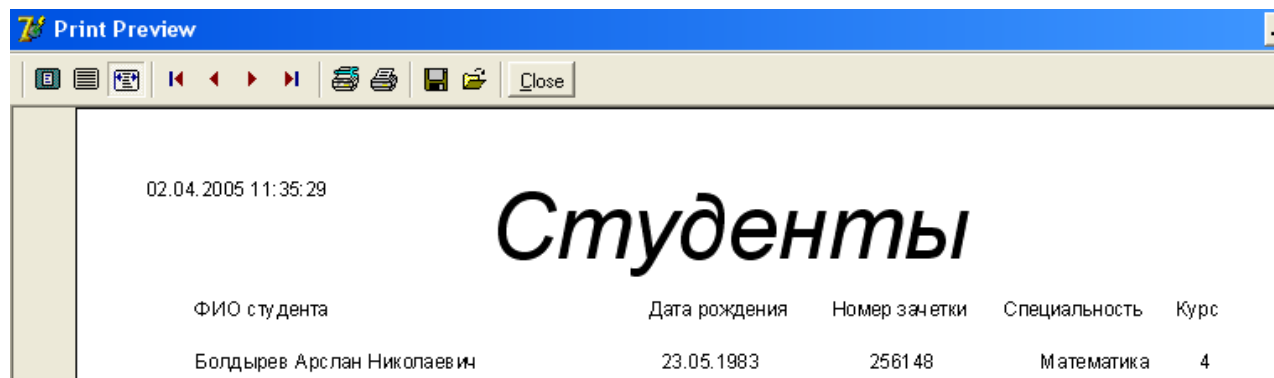 Print Preview
Close
02.04.2005 11:35:29
Студенты
ФИО студента Дата рождения Номер зачетки Специальность Курс
Болдырев Арслан Николаевич 23.05.1983 256148 Математика 4